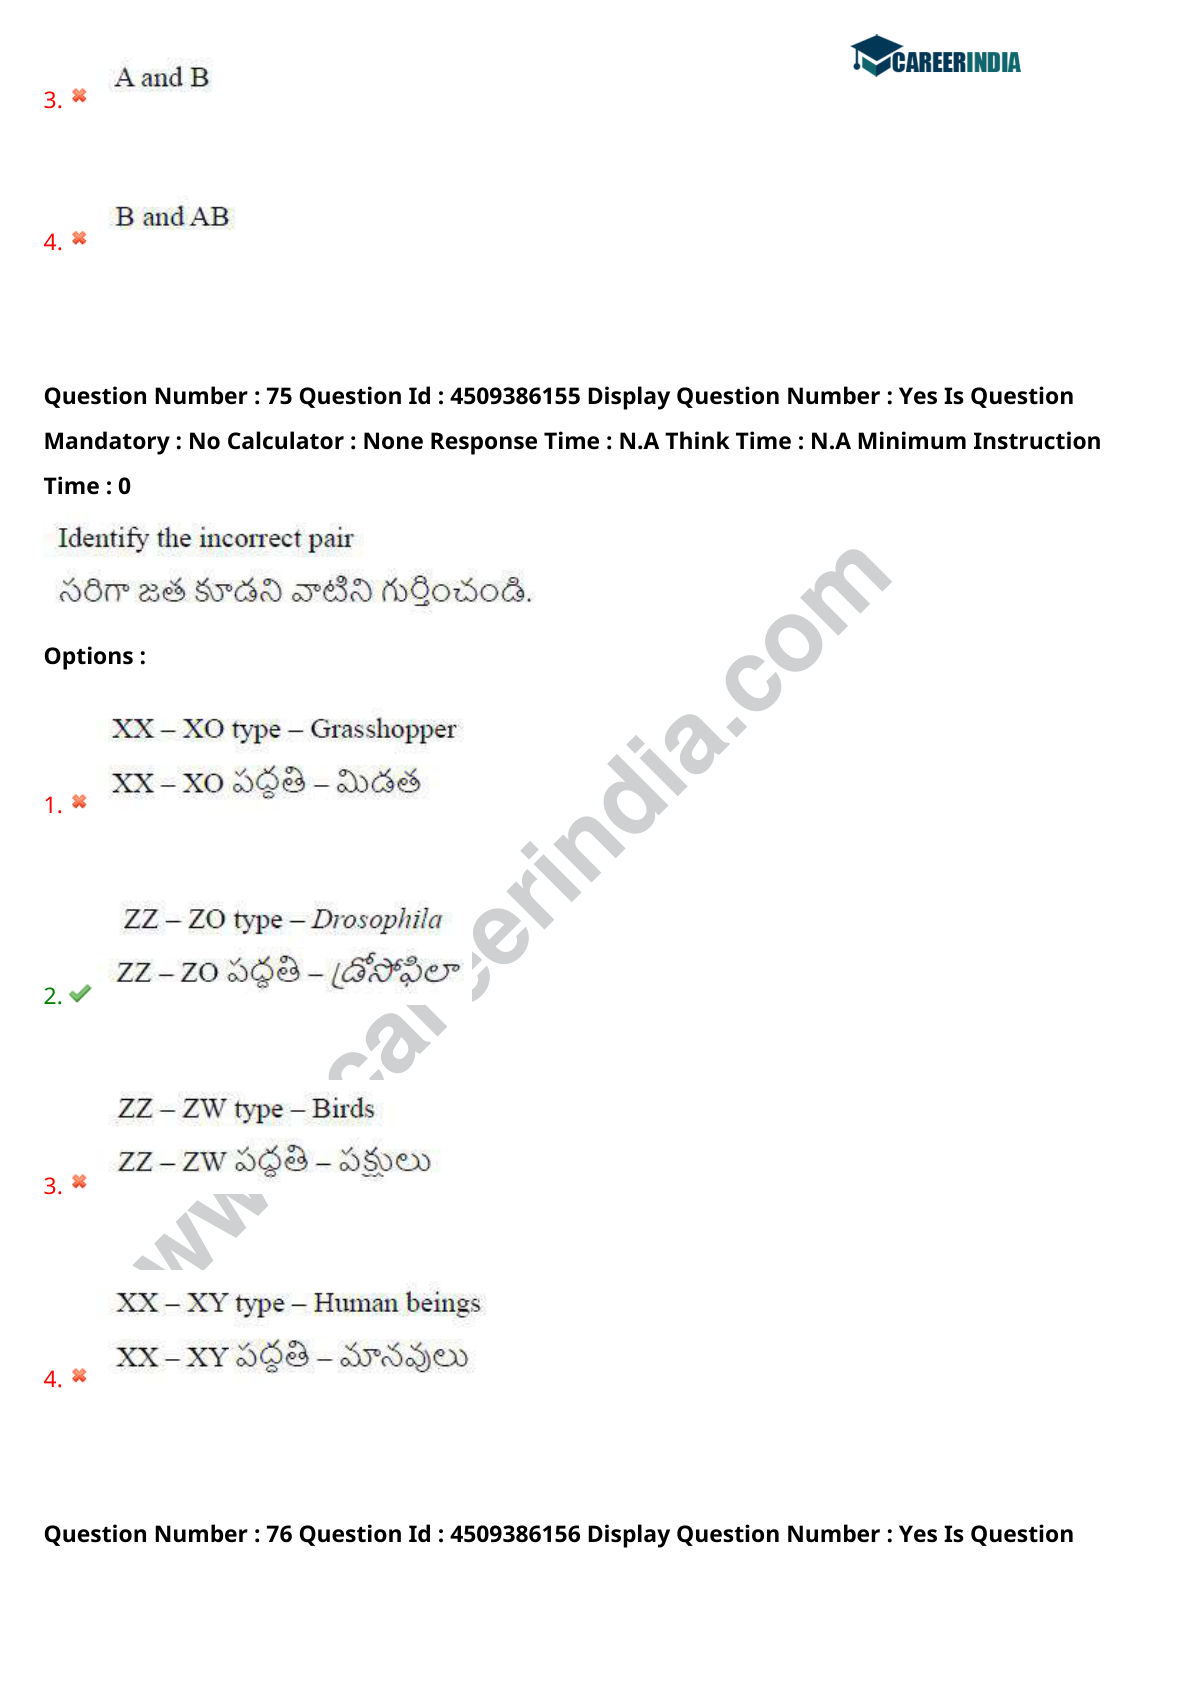 CAREERINDIA
A and B
3.
B and AB
4.
Question Number : 75 Question Id : 4509386155 Display Question Number : Yes Is Question
Mandatory : No Calculator : None Response Time : N.A Think Time : N.A Minimum Instruction
Time : 0
Identify the incorrect pair
సరిగా జత కూడని వాటిని గుర్తించండి.
Options :
XX – XO type – Grasshopper
XX – XO పద్ధతి – మిడత
1.
ZZ – ZO type – Drosophila
ZZ – ZO పద్ధతి – డ్రోసోఫిలా
2.
ZZ – ZW type – Birds
ZZ – ZW పద్ధతి – పక్షులు
3.
XX – XY type – Human beings
XX – XY పద్ధతి – మానవులు
4.
Question Number : 76 Question Id : 4509386156 Display Question Number : Yes Is Question
www.careerindia.com